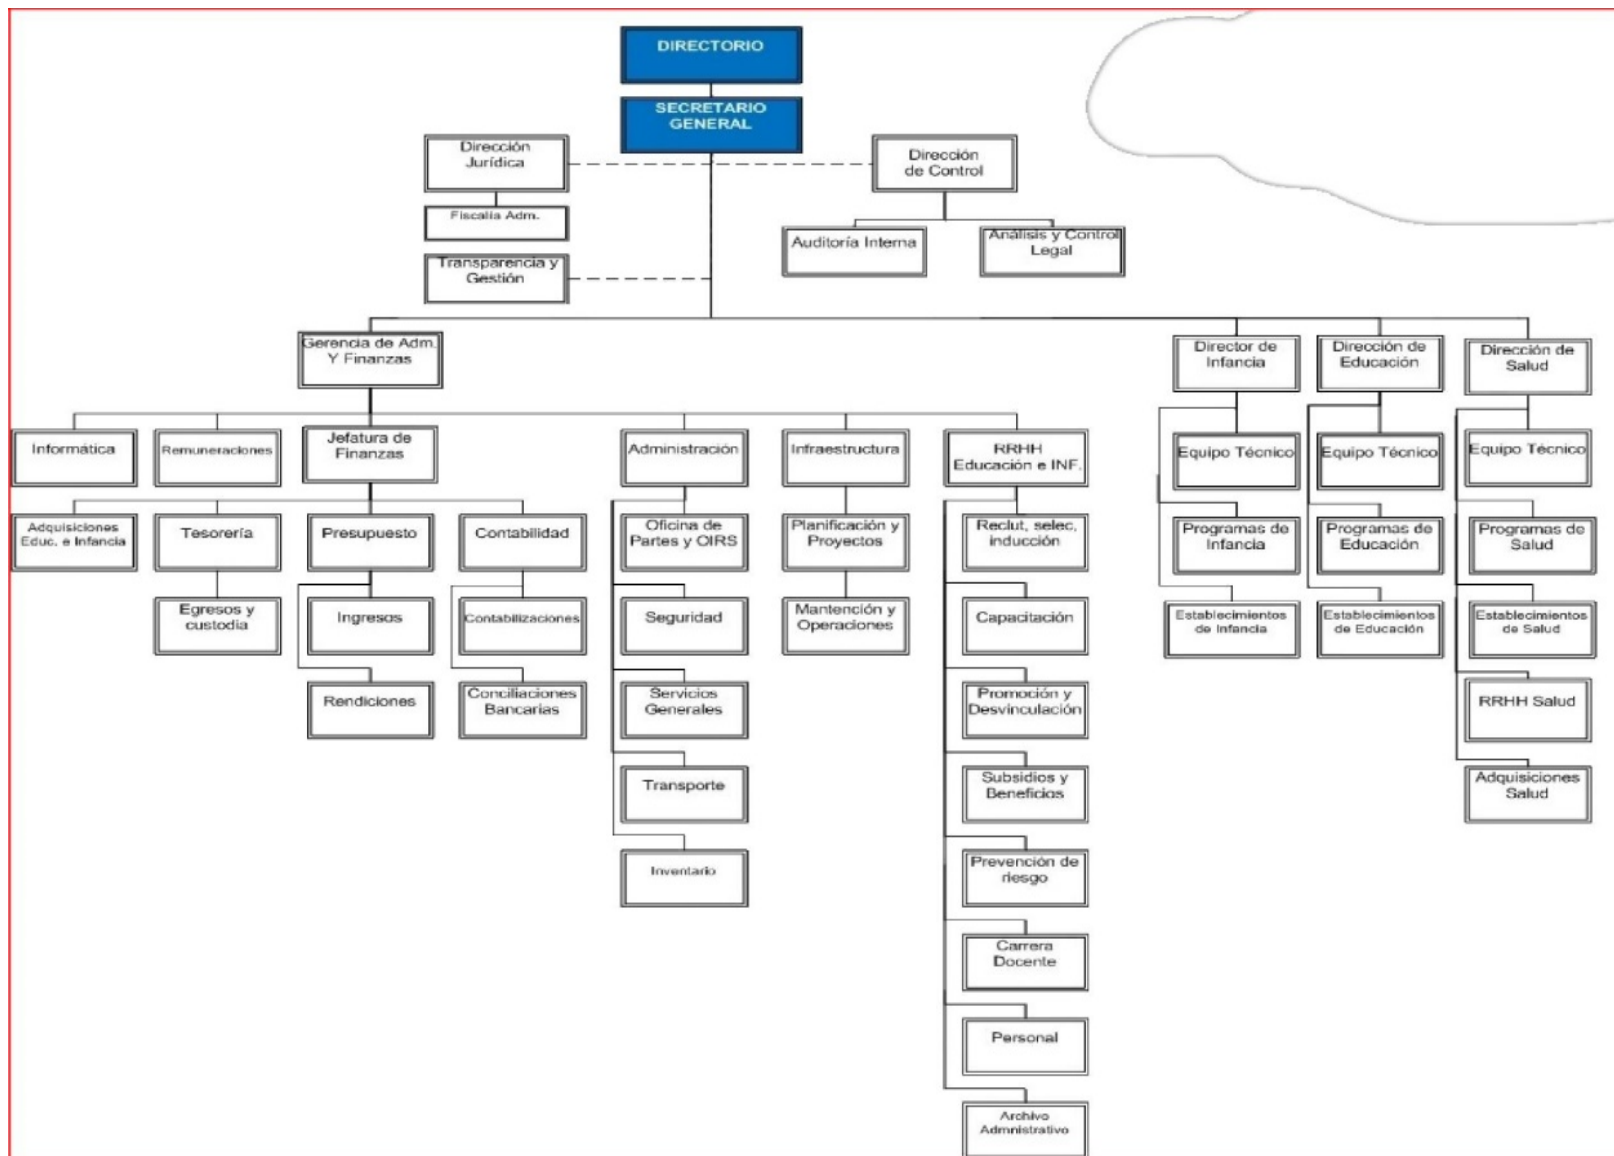 DIRECTORIO
SECRETARIO
GENERAL
Dirección
Jurídica
Dirección
de Control
Fiscalía Adm.
Auditoría Interna
Análisis y Control
Legal
Transparencia y
Gestión
Gerencia de Adm.
Y Finanzas
Director de
Infancia
Dirección de
Educación
Dirección de
Salud
Informática
Remuneraciones
Jefatura de
Finanzas
Administración
Infraestructura
RRHH
Educación e INF.
Equipo Técnico
Equipo Técnico
Equipo Técnico
Adquisiciones
Educ. e Infancia
Tesorería
Presupuesto
Contabilidad
Oficina de
Partes y OIRS
Planificación y
Proyectos
Reclut, selec,
inducción
Programas de
Infancia
Programas de
Educación
Programas de
Salud
Egresos y
custodia
Ingresos
Contabilizaciones
Seguridad
Mantención y
Operaciones
Capacitación
Establecimientos
de Infancia
Establecimientos
de Educación
Establecimientos
de Salud
Rendiciones
Conciliaciones
Bancarias
Servicios
Generales
Promoción y
Desvinculación
RRHH Salud
Transporte
Subsidios y
Beneficios
Adquisiciones
Salud
Inventario
Prevención de
riesgo
Carrera
Docente
Personal
Archivo
Admnistrativo